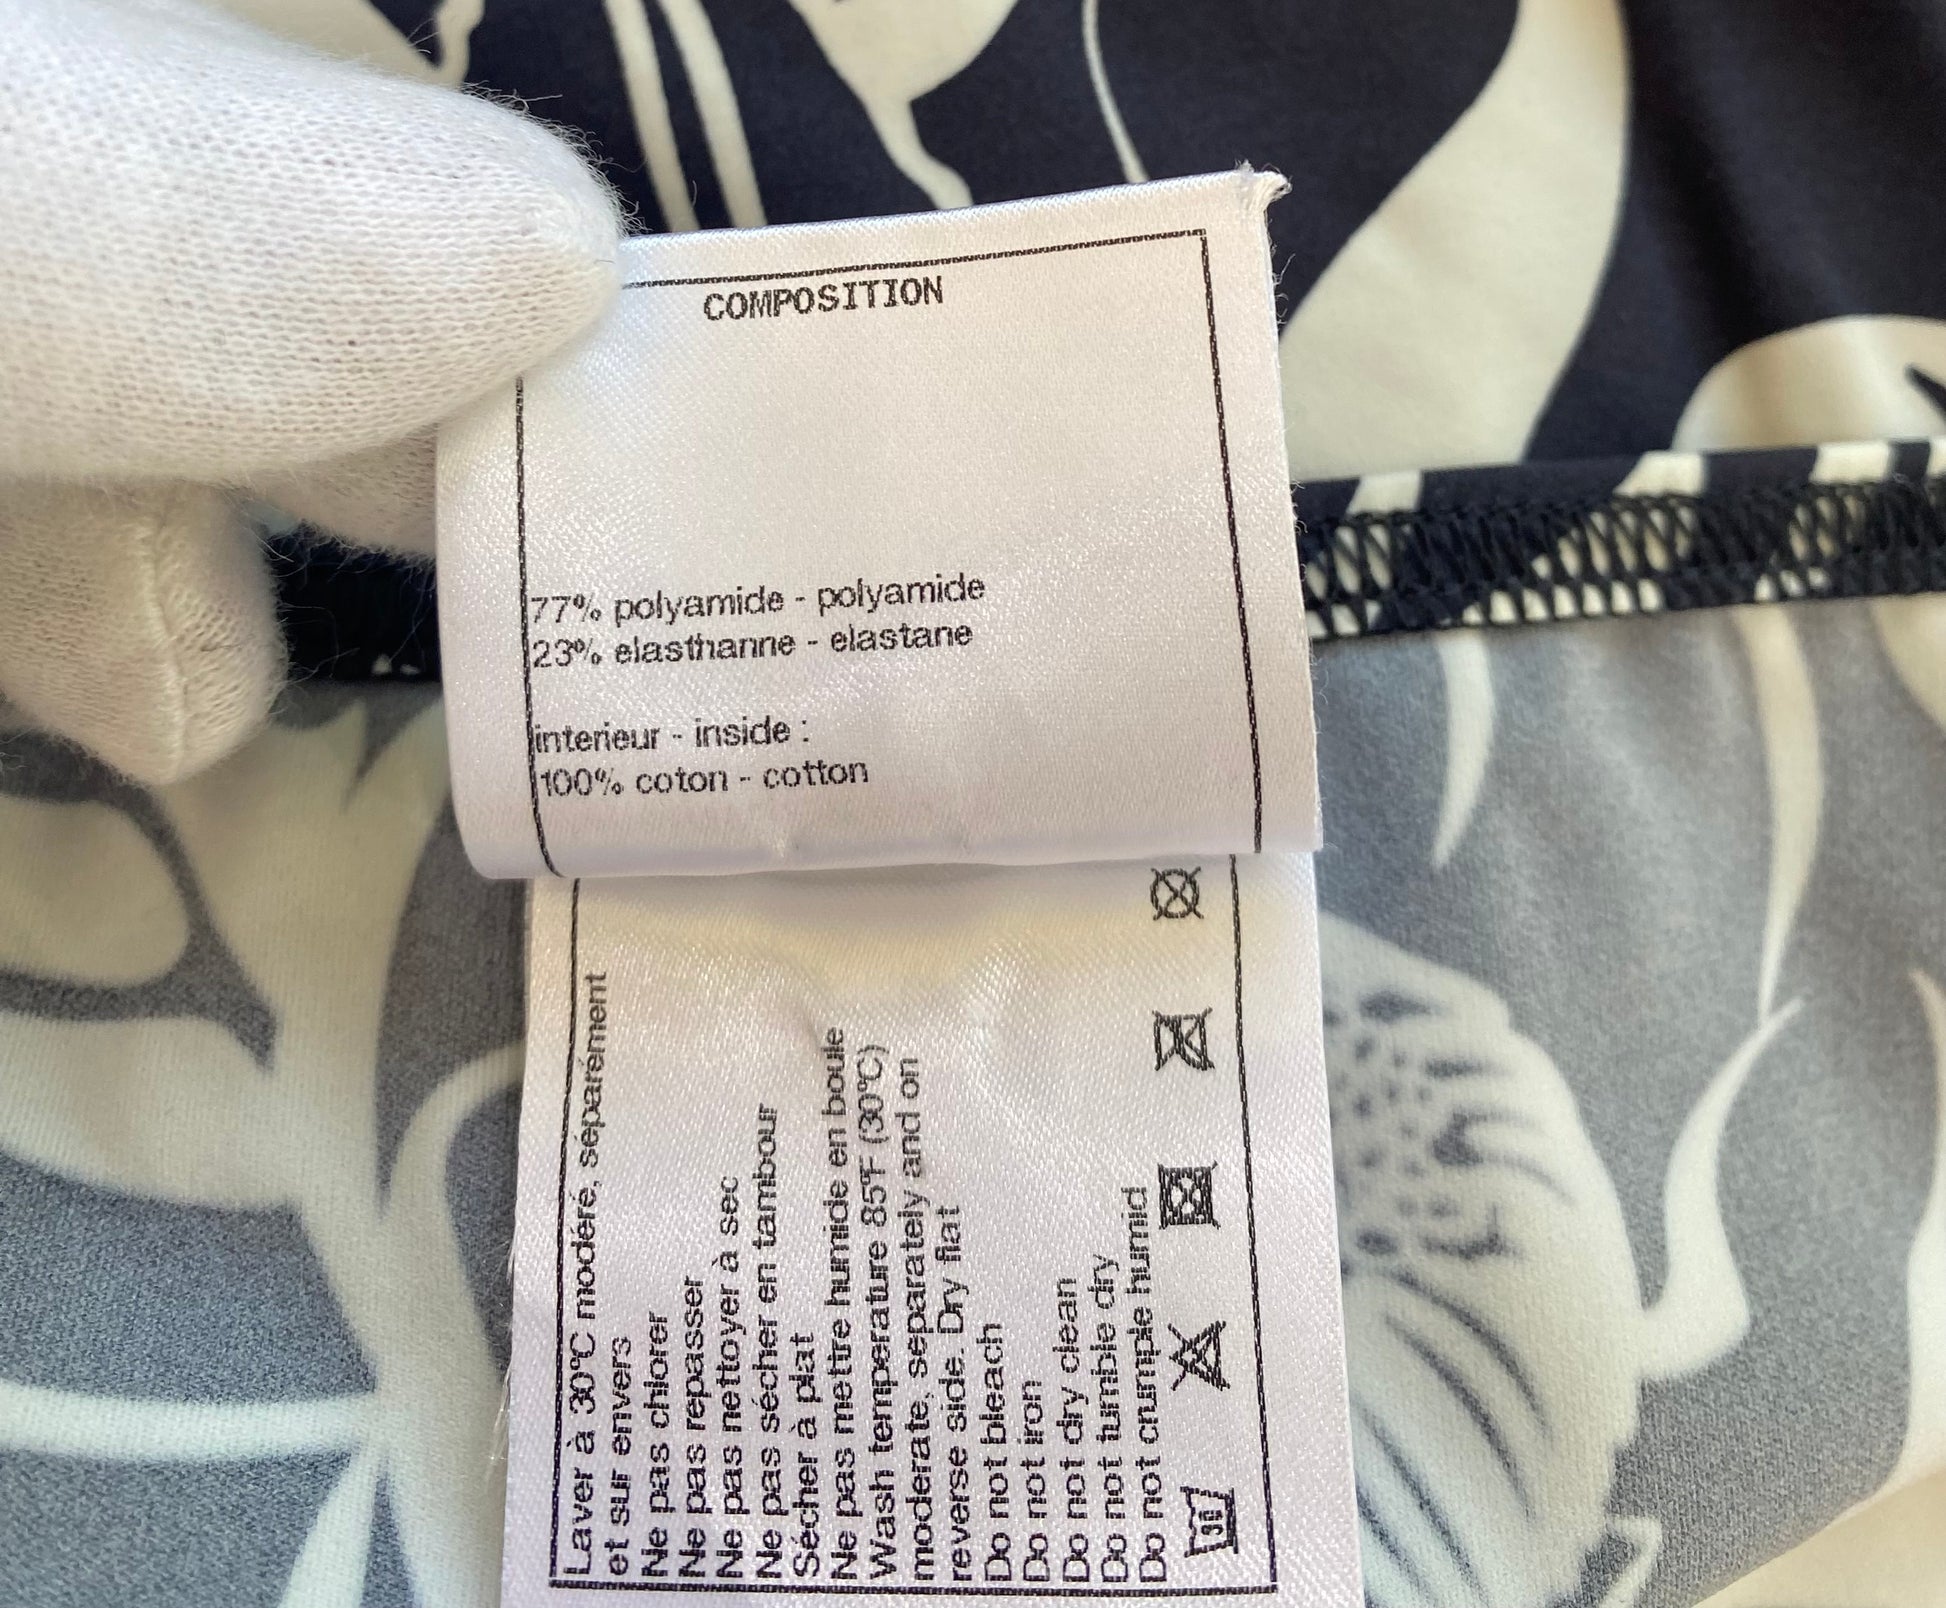 COMPOSITION
77% polyamide - polyamide
23% elasthanne - elastane
interieur - inside :
100% coton - cotton
Laver à 30°C modéré, séparément
et sur envers
Ne pas chlorer
Ne pas repasser
Ne pas nettoyer à sec
Ne pas sécher en tambour
Sécher à plat
Ne pas mettre humide en boule
Wash temperature 85°F (30°C)
moderate, separately and on
reverse side. Dry flat
Do not bleach
Do not iron
Do not dry clean
Do not tumble dry
Do not crumple humid
30